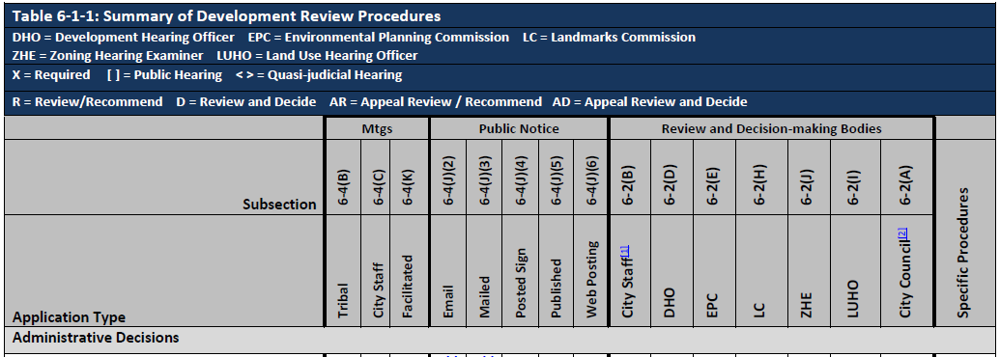 Table 6-1-1: Summary of Development Review Procedures
DHO = Development Hearing Officer EPC = Environmental Planning Commission LC = Landmarks Commission
ZHE = Zoning Hearing Examiner LUHO = Land Use Hearing Officer
X = Required [ ] = Public Hearing < > = Quasi-judicial Hearing
R = Review/Recommend D = Review and Decide AR = Appeal Review / Recommend AD = Appeal Review and Decide
Mtgs Public Notice Review and Decision-making Bodies
Subsection 6-4(B) 6-4(C) 6-4(K) 6-4(J)(2) 6-4(J)(3) 6-4(J)(4) 6-4(J)(5) 6-4(J)(6) 6-2(B) 6-2(D) 6-2(E) 6-2(H) 6-2(J) 6-2(I) 6-2(A) Specific Procedures
Application Type Tribal City Staff Facilitated Email Mailed Posted Sign Published Web Posting City Staff[1] DHO EPC LC ZHE LUHO City Council[2]
Administrative Decisions